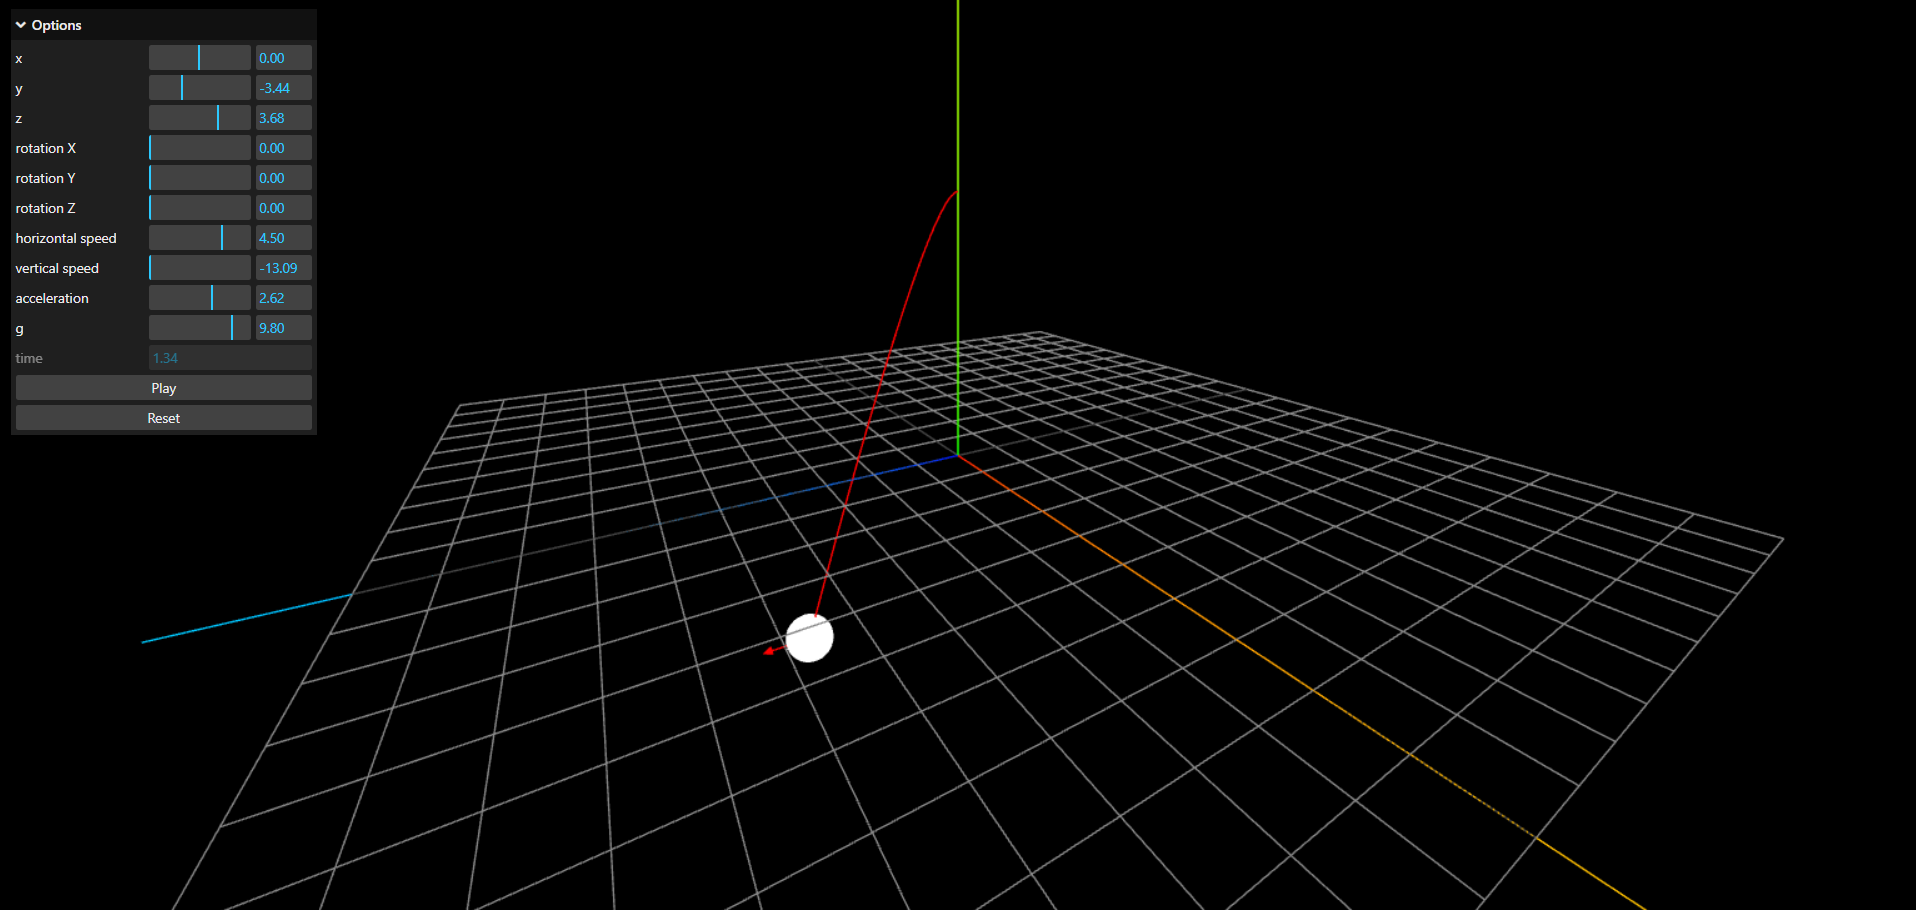 Options
x 0.00
y -3.44
z 3.68
rotation X 0.00
rotation Y 0.00
rotation Z 0.00
horizontal speed 4.50
vertical speed -13.09
acceleration 2.62
g 9.80
time 1.34
Play
Reset